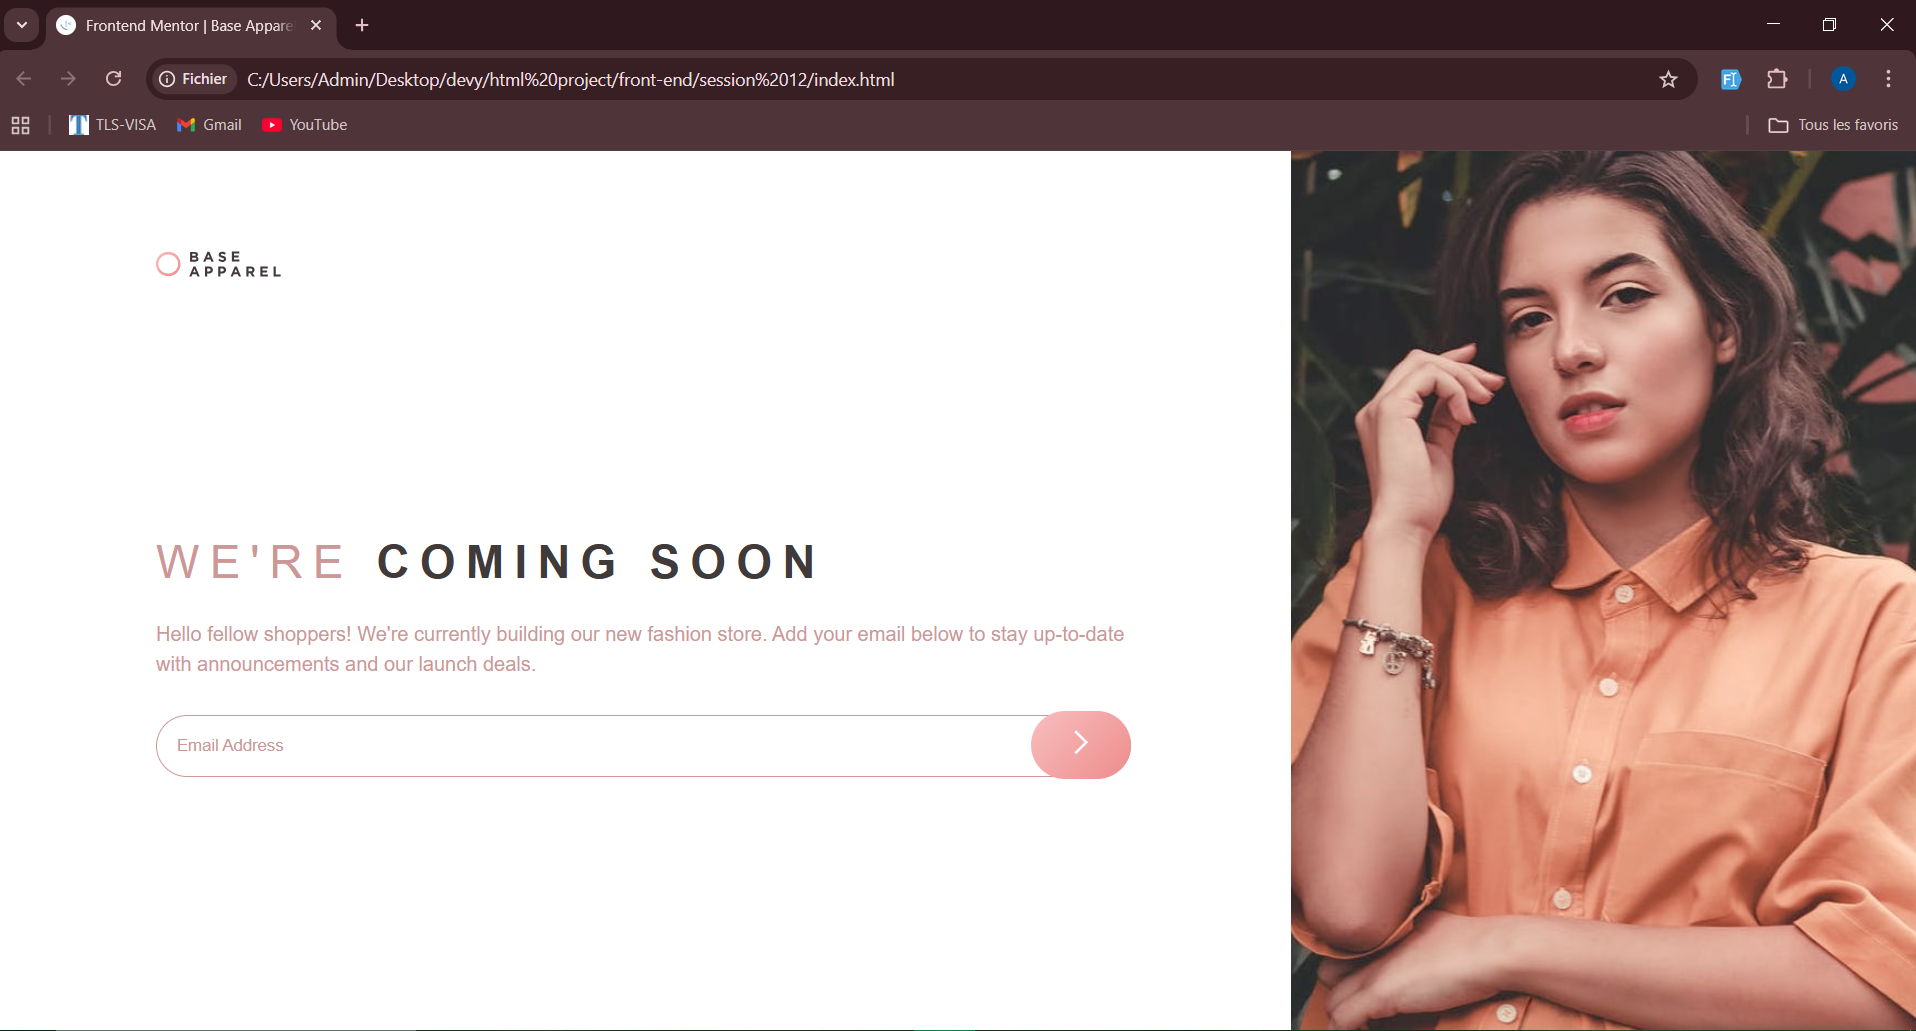 Frontend Mentor | Base Appare
Fichier C:/Users/Admin/Desktop/devy/html%20project/front-end/session%2012/index.html
A
TLS-VISA Gmail YouTube Tous les favoris
BASE
APPAREL
WE'RE COMING SOON
Hello fellow shoppers! We're currently building our new fashion store. Add your email below to stay up-to-date
with announcements and our launch deals.
Email Address